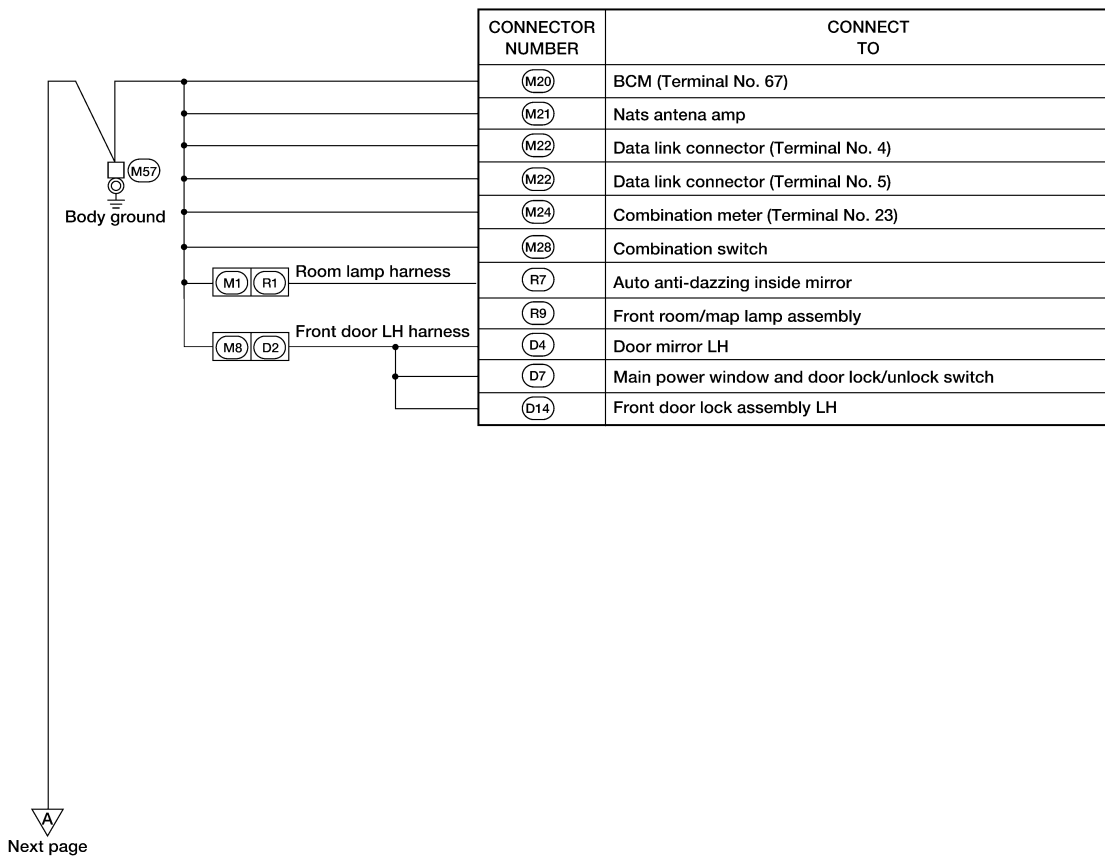 CONNECTOR NUMBER CONNECT TO
M20 BCM (Terminal No. 67)
M21 Nats antena amp
M22 Data link connector (Terminal No. 4)
M57
M22 Data link connector (Terminal No. 5)
Body ground
M24 Combination meter (Terminal No. 23)
M28 Combination switch
M1 R1 Room lamp harness
R7 Auto anti-dazzing inside mirror
R9 Front room/map lamp assembly
M8 D2 Front door LH harness
D4 Door mirror LH
D7 Main power window and door lock/unlock switch
D14 Front door lock assembly LH
A
Next page